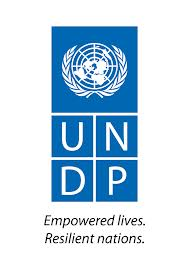 UN
DP
Empowered lives.
Resilient nations.